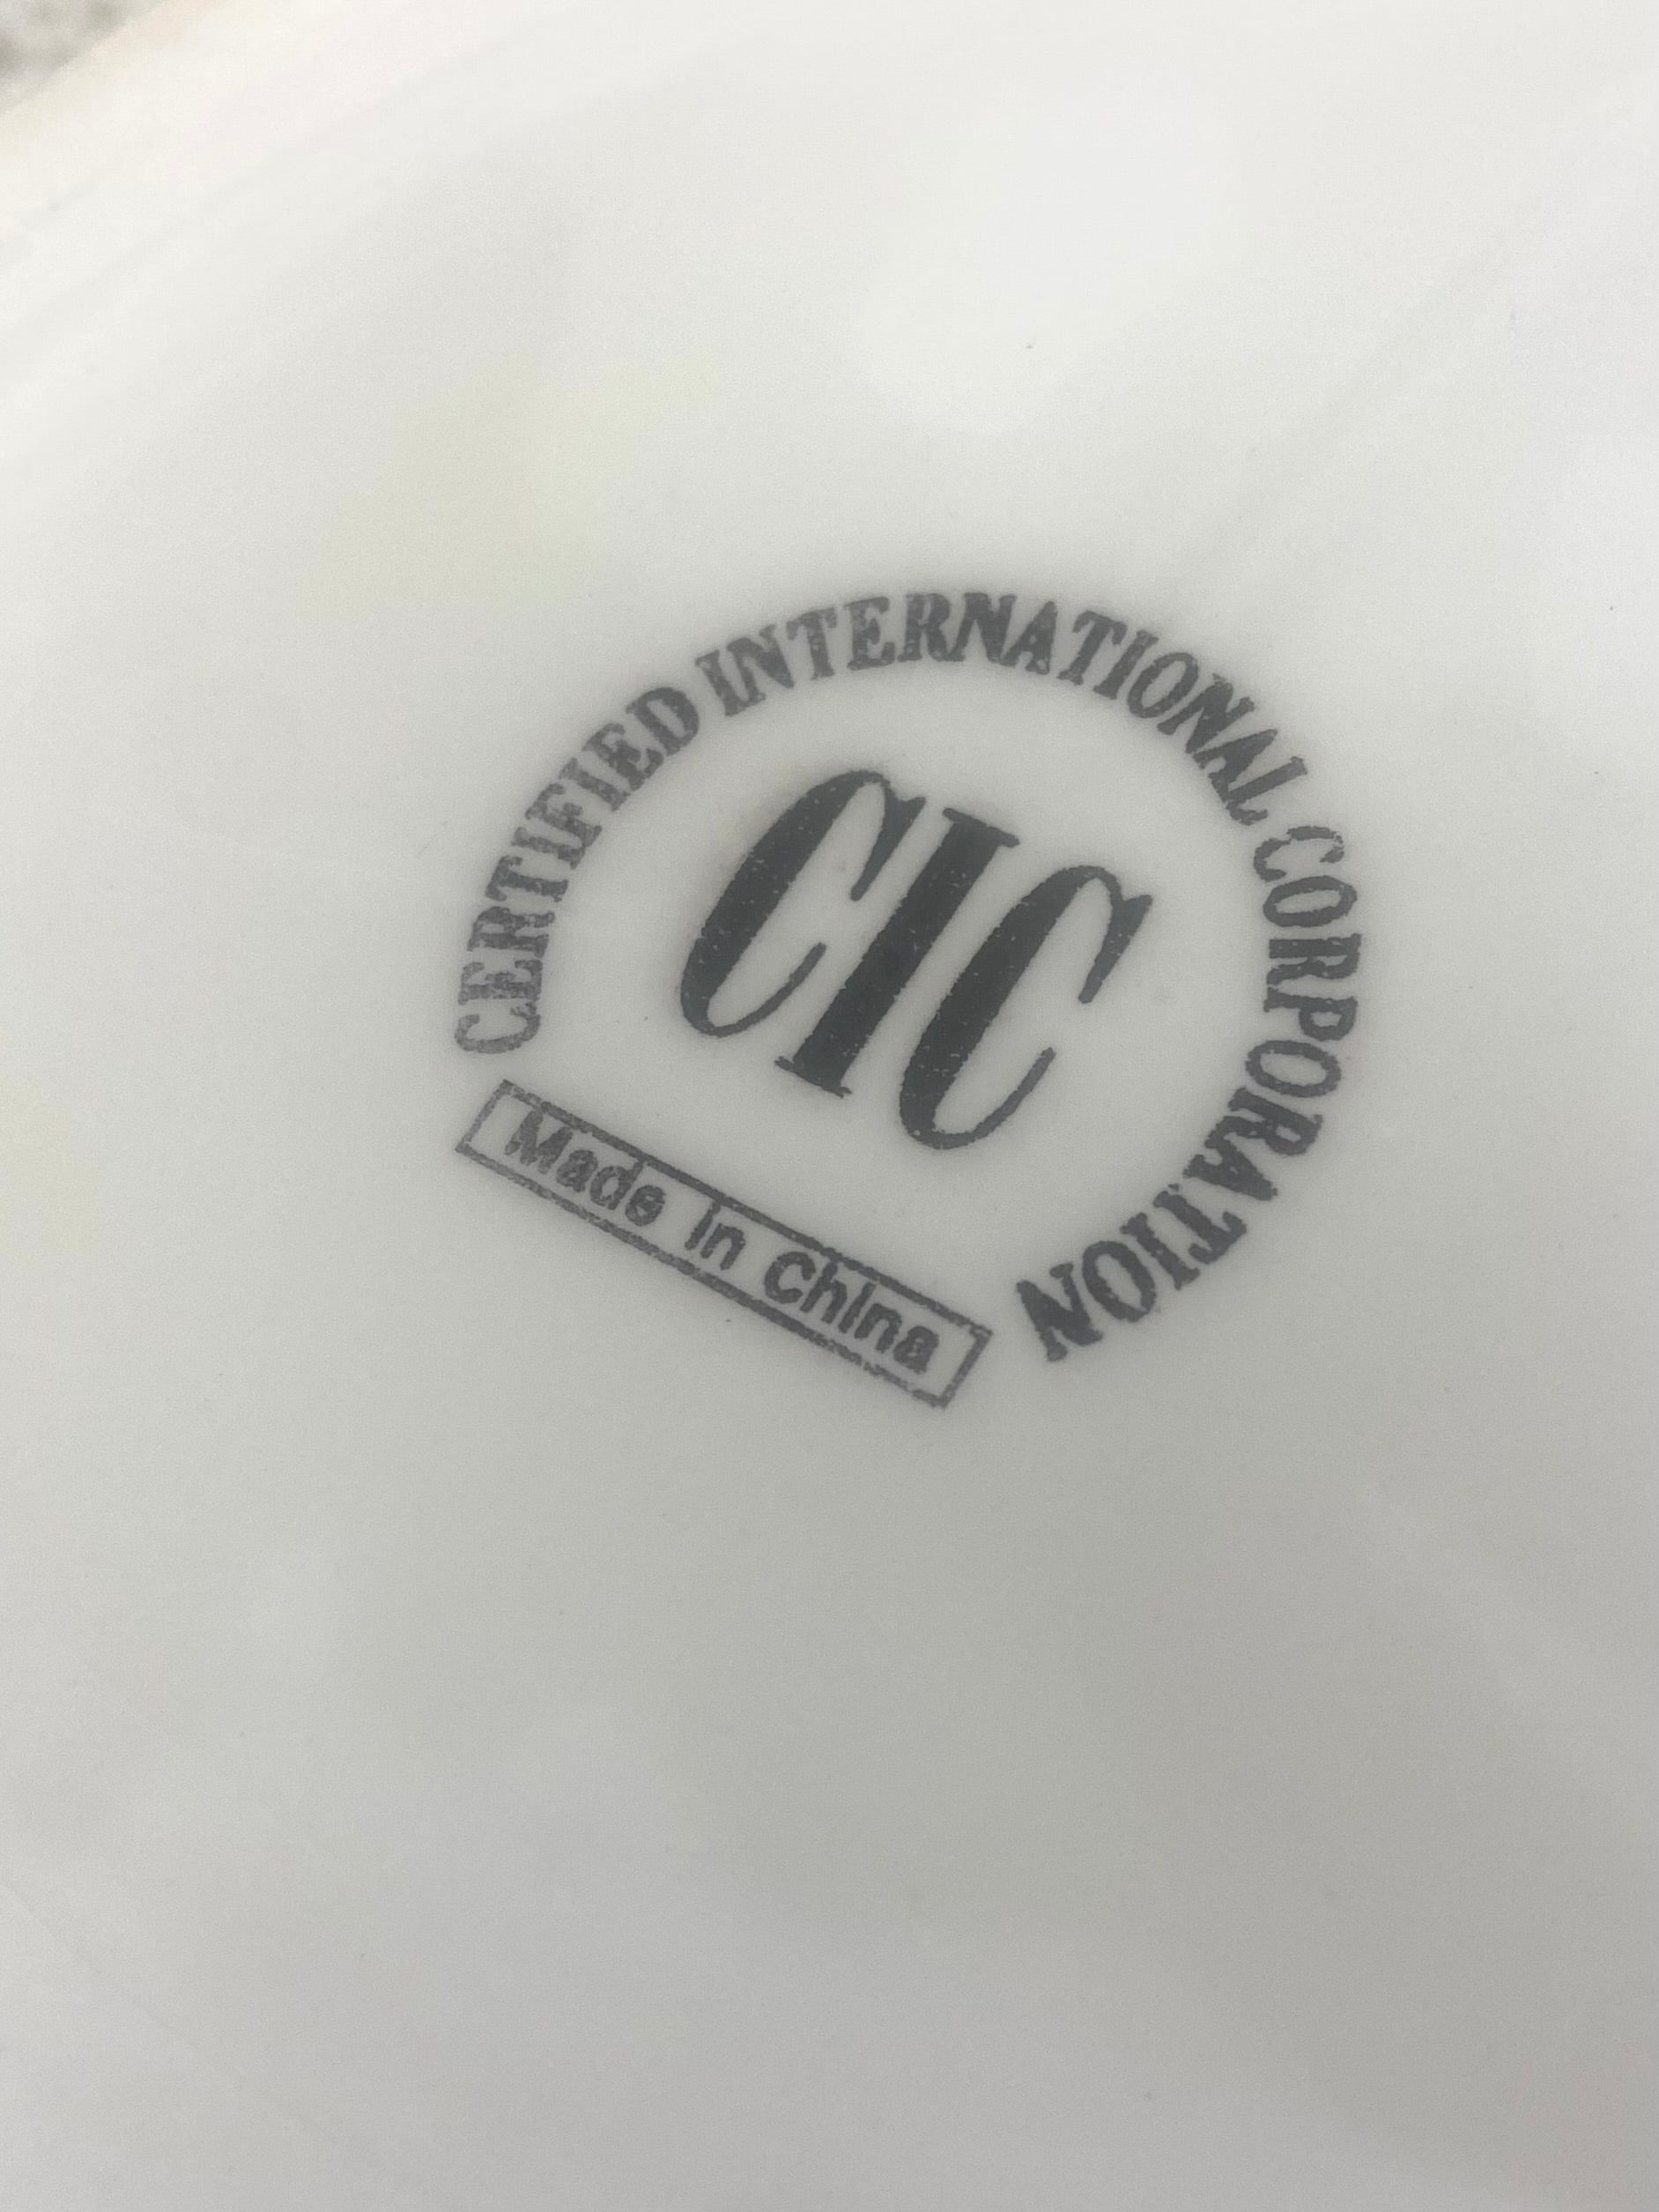 CERTIFIED INTERNATIONAL CORPORATION
CIC
Made in China